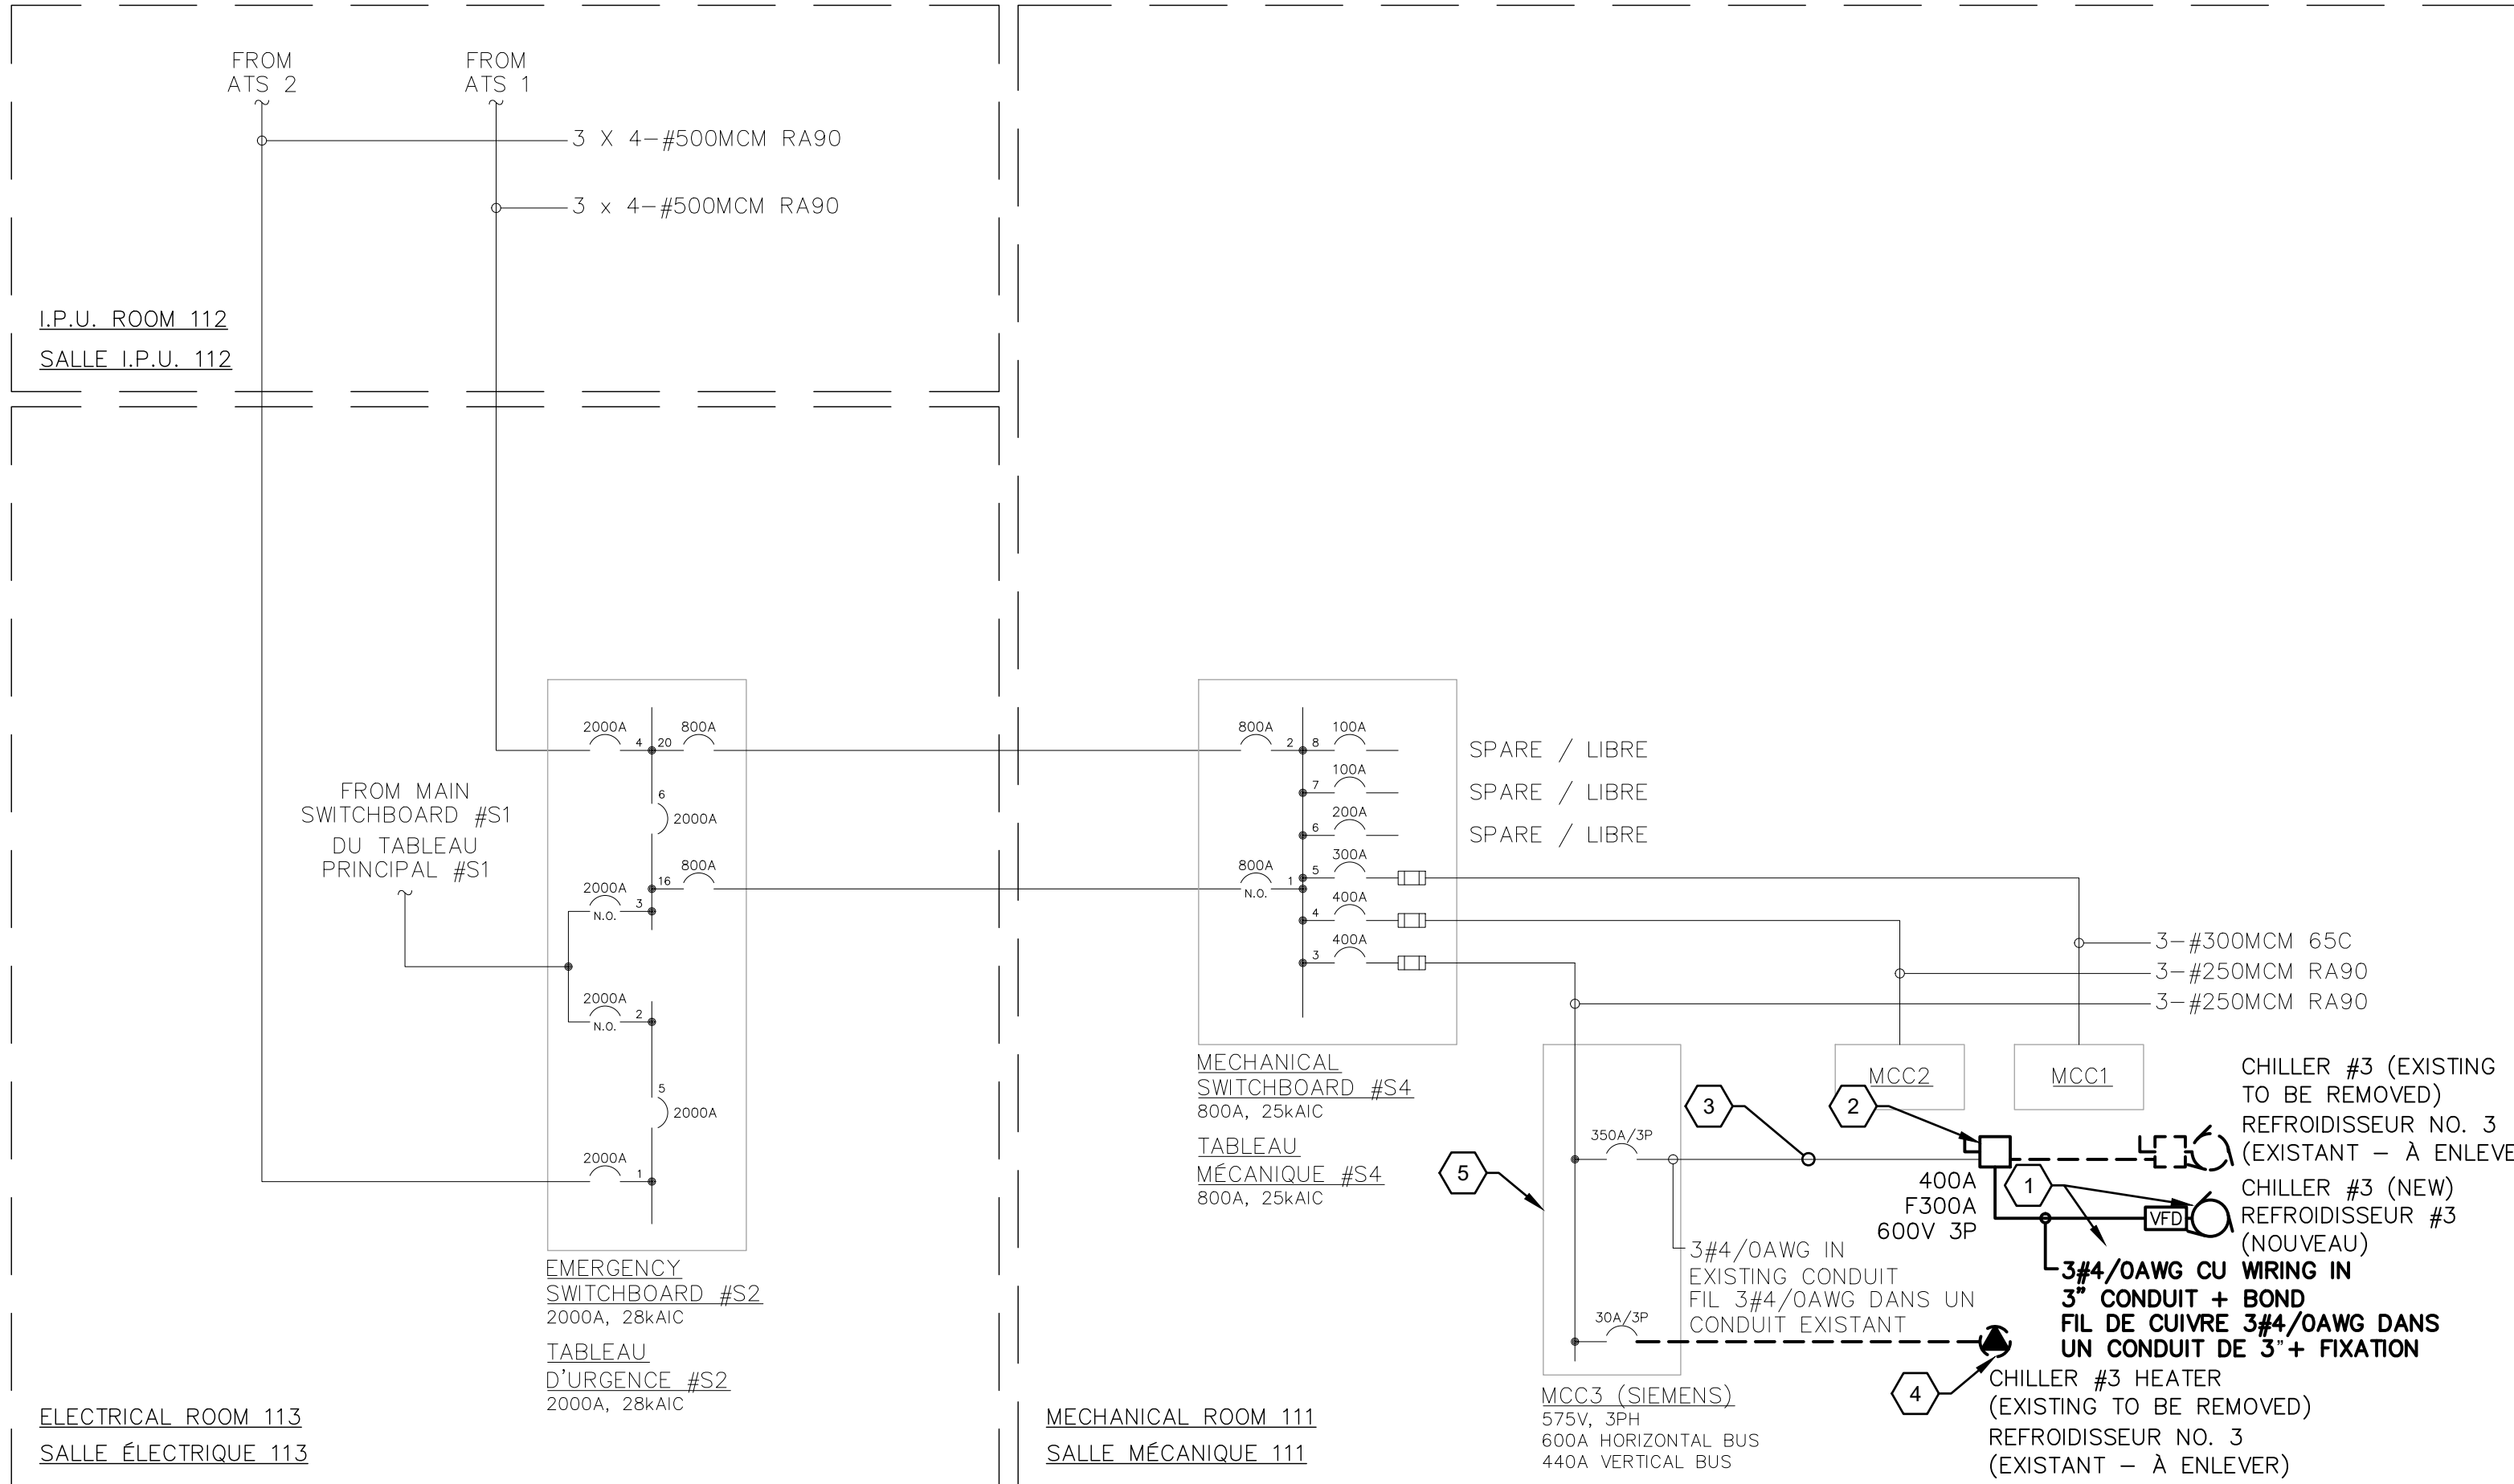 FROM
ATS 2
FROM
ATS 1
3 X 4-#500MCM RA90
3 x 4-#500MCM RA90
I.P.U. ROOM 112
SALLE I.P.U. 112
FROM MAIN
SWITCHBOARD #S1
DU TABLEAU
PRINCIPAL #S1
2000A
4
20
800A
6
2000A
16
800A
2000A
N.O.
3
2000A
N.O.
2
5
2000A
2000A
1
EMERGENCY
SWITCHBOARD #S2
2000A, 28kAIC
TABLEAU
D'URGENCE #S2
2000A, 28kAIC
ELECTRICAL ROOM 113
SALLE ÉLECTRIQUE 113
800A
2
8
100A
SPARE / LIBRE
7
100A
SPARE / LIBRE
6
200A
SPARE / LIBRE
5
300A
800A
N.O.
1
4
400A
3
400A
MECHANICAL
SWITCHBOARD #S4
800A, 25kAIC
TABLEAU
MÉCANIQUE #S4
800A, 25kAIC
3-#300MCM 65C
3-#250MCM RA90
3-#250MCM RA90
MCC2
MCC1
3
2
5
1
4
350A/3P
30A/3P
3#4/0AWG IN
EXISTING CONDUIT
FIL 3#4/0AWG DANS UN
CONDUIT EXISTANT
400A
F300A
600V 3P
CHILLER #3 (EXISTING
TO BE REMOVED)
REFROIDISSEUR NO. 3
(EXISTANT – À ENLEVE
VFD
CHILLER #3 (NEW)
REFROIDISSEUR #3
(NOUVEAU)
3#4/0AWG CU WIRING IN
3" CONDUIT + BOND
FIL DE CUIVRE 3#4/0AWG DANS
UN CONDUIT DE 3"+ FIXATION
CHILLER #3 HEATER
(EXISTING TO BE REMOVED)
REFROIDISSEUR NO. 3
(EXISTANT – À ENLEVER)
MCC3 (SIEMENS)
575V, 3PH
600A HORIZONTAL BUS
440A VERTICAL BUS
MECHANICAL ROOM 111
SALLE MÉCANIQUE 111